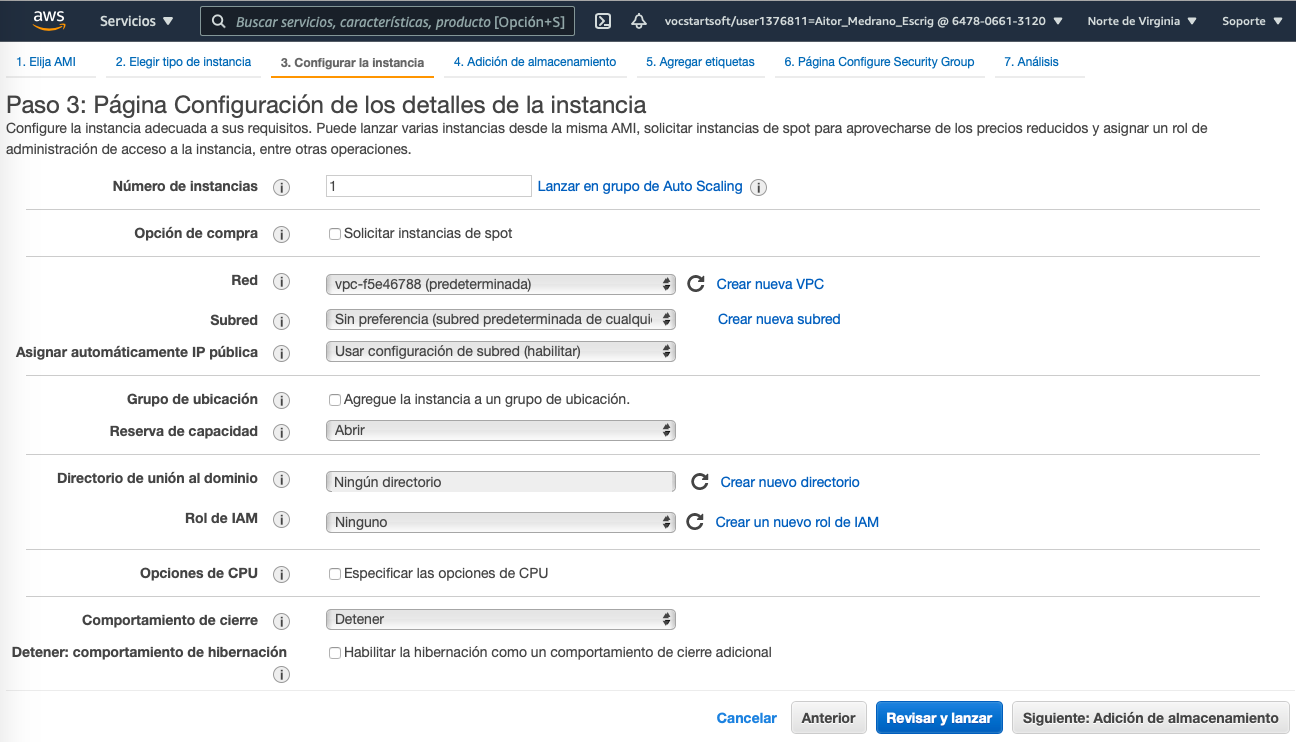 aws
Servicios
Buscar servicios, características, producto [Opción+S]
vocstartsoft/user1376811=Aitor_Medrano_Escrig @ 6478-0661-3120
Norte de Virginia
Soporte
1. Elija AMI
2. Elegir tipo de instancia
3. Configurar la instancia
4. Adición de almacenamiento
5. Agregar etiquetas
6. Página Configure Security Group
7. Análisis
Paso 3: Página Configuración de los detalles de la instancia
Configure la instancia adecuada a sus requisitos. Puede lanzar varias instancias desde la misma AMI, solicitar instancias de spot para aprovecharse de los precios reducidos y asignar un rol de
administración de acceso a la instancia, entre otras operaciones.
Número de instancias
1
Lanzar en grupo de Auto Scaling
Opción de compra
Solicitar instancias de spot
Red
vpc-f5e46788 (predeterminada)
Crear nueva VPC
Subred
Sin preferencia (subred predeterminada de cualqui
Crear nueva subred
Asignar automáticamente IP pública
Usar configuración de subred (habilitar)
Grupo de ubicación
Agregue la instancia a un grupo de ubicación.
Reserva de capacidad
Abrir
Directorio de unión al dominio
Ningún directorio
Crear nuevo directorio
Rol de IAM
Ninguno
Crear un nuevo rol de IAM
Opciones de CPU
Especificar las opciones de CPU
Comportamiento de cierre
Detener
Detener: comportamiento de hibernación
Habilitar la hibernación como un comportamiento de cierre adicional
Cancelar
Anterior
Revisar y lanzar
Siguiente: Adición de almacenamiento